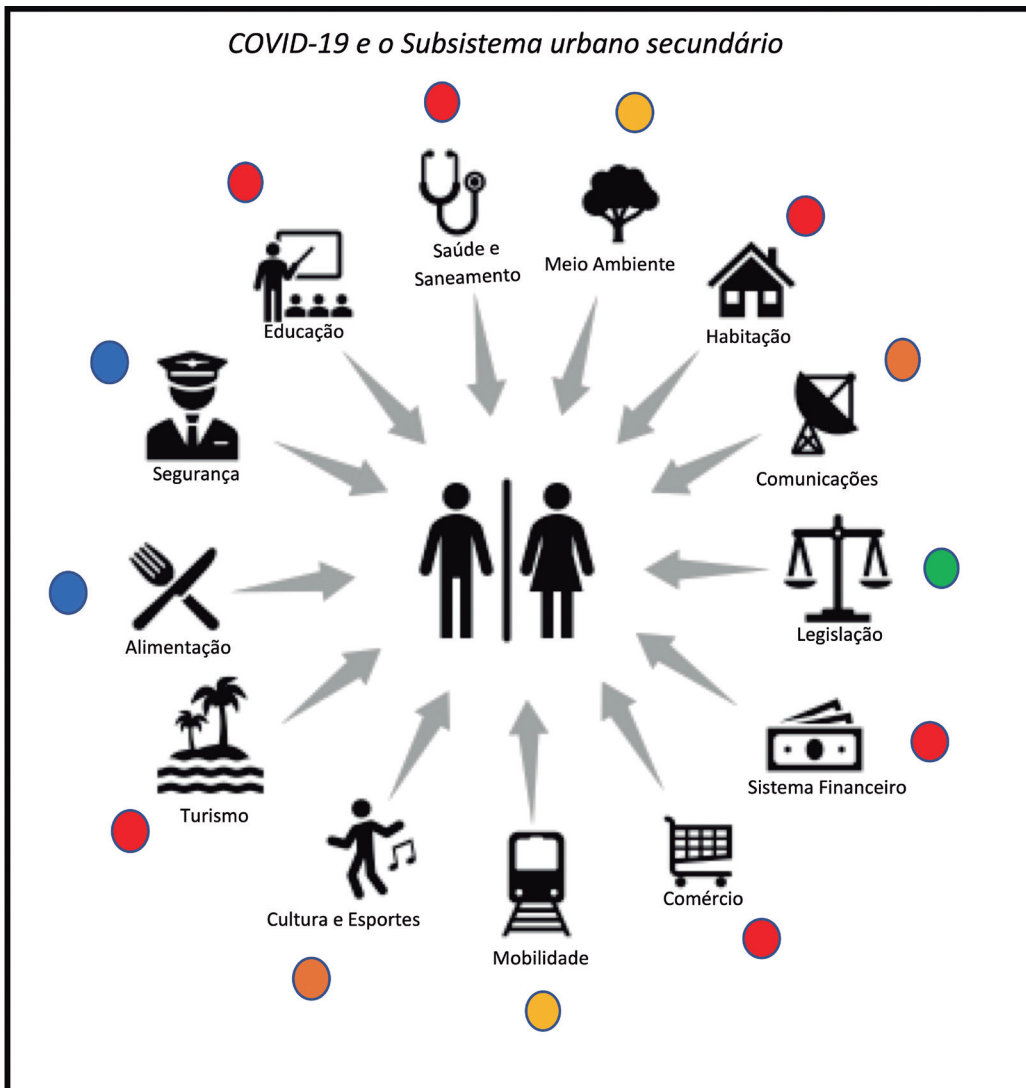 COVID-19 e o Subsistema urbano secundário
Saúde e
Saneamento
Meio Ambiente
Educação
Habitação
Segurança
Comunicações
Alimentação
Legislação
Turismo
Sistema Financeiro
Cultura e Esportes
Comércio
Mobilidade